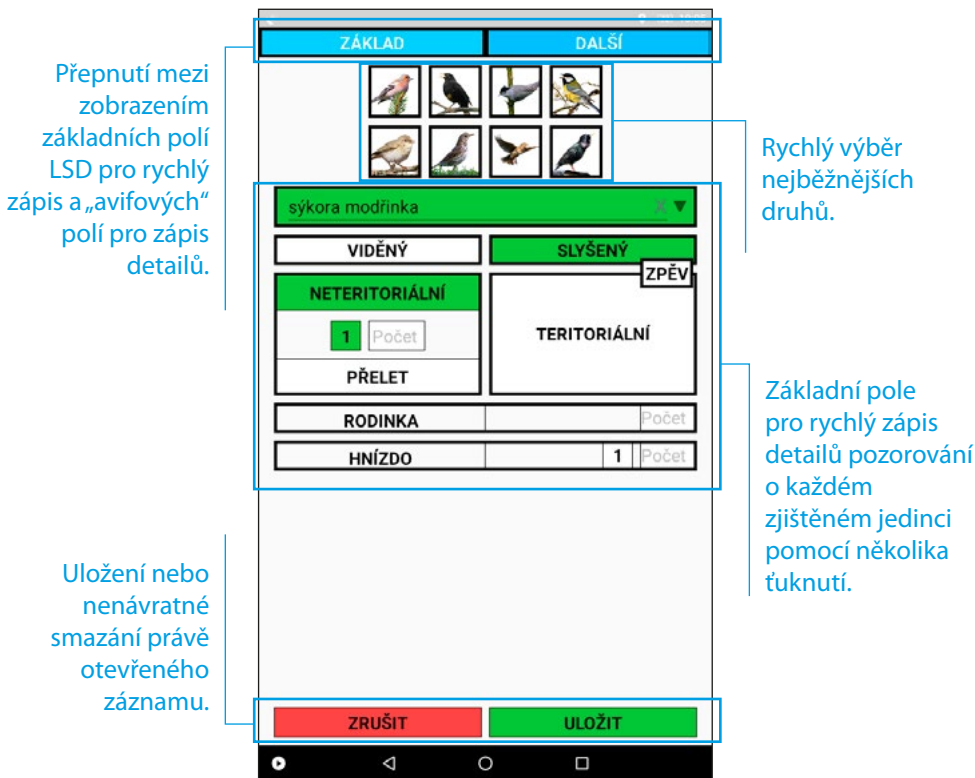 ZÁKLAD
DALŠÍ
Přepnutí mezi
zobrazením
základních polí
LSD pro rychlý
zápis a „avifových“
polí pro zápis
detailů.
Rychlý výběr
nejběžnějších
druhů.
sýkora modřinka
X ▼
VIDĚNÝ
SLYŠENÝ
ZPĚV
NETERITORIÁLNÍ
1 Počet
PŘELET
TERITORIÁLNÍ
RODINKA
Počet
HNÍZDO
1 Počet
Základní pole
pro rychlý zápis
detailů pozorování
o každém
zjištěném jedinci
pomocí několika
ťuknutí.
Uložení nebo
nenávratné
smazání právě
otevřeného
záznamu.
ZRUŠIT
ULOŽIT